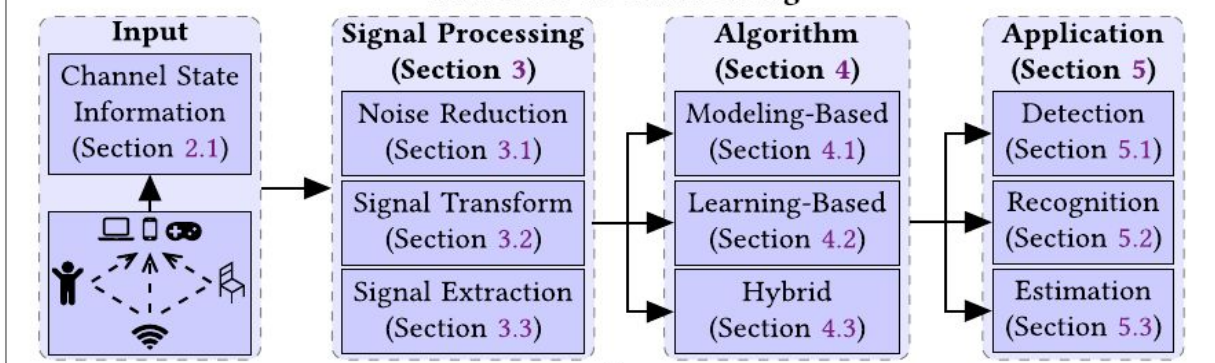 Input
Channel State
Information
(Section 2.1)
Signal Processing
(Section 3)
Noise Reduction
(Section 3.1)
Signal Transform
(Section 3.2)
Signal Extraction
(Section 3.3)
Algorithm
(Section 4)
Modeling-Based
(Section 4.1)
Learning-Based
(Section 4.2)
Hybrid
(Section 4.3)
Application
(Section 5)
Detection
(Section 5.1)
Recognition
(Section 5.2)
Estimation
(Section 5.3)